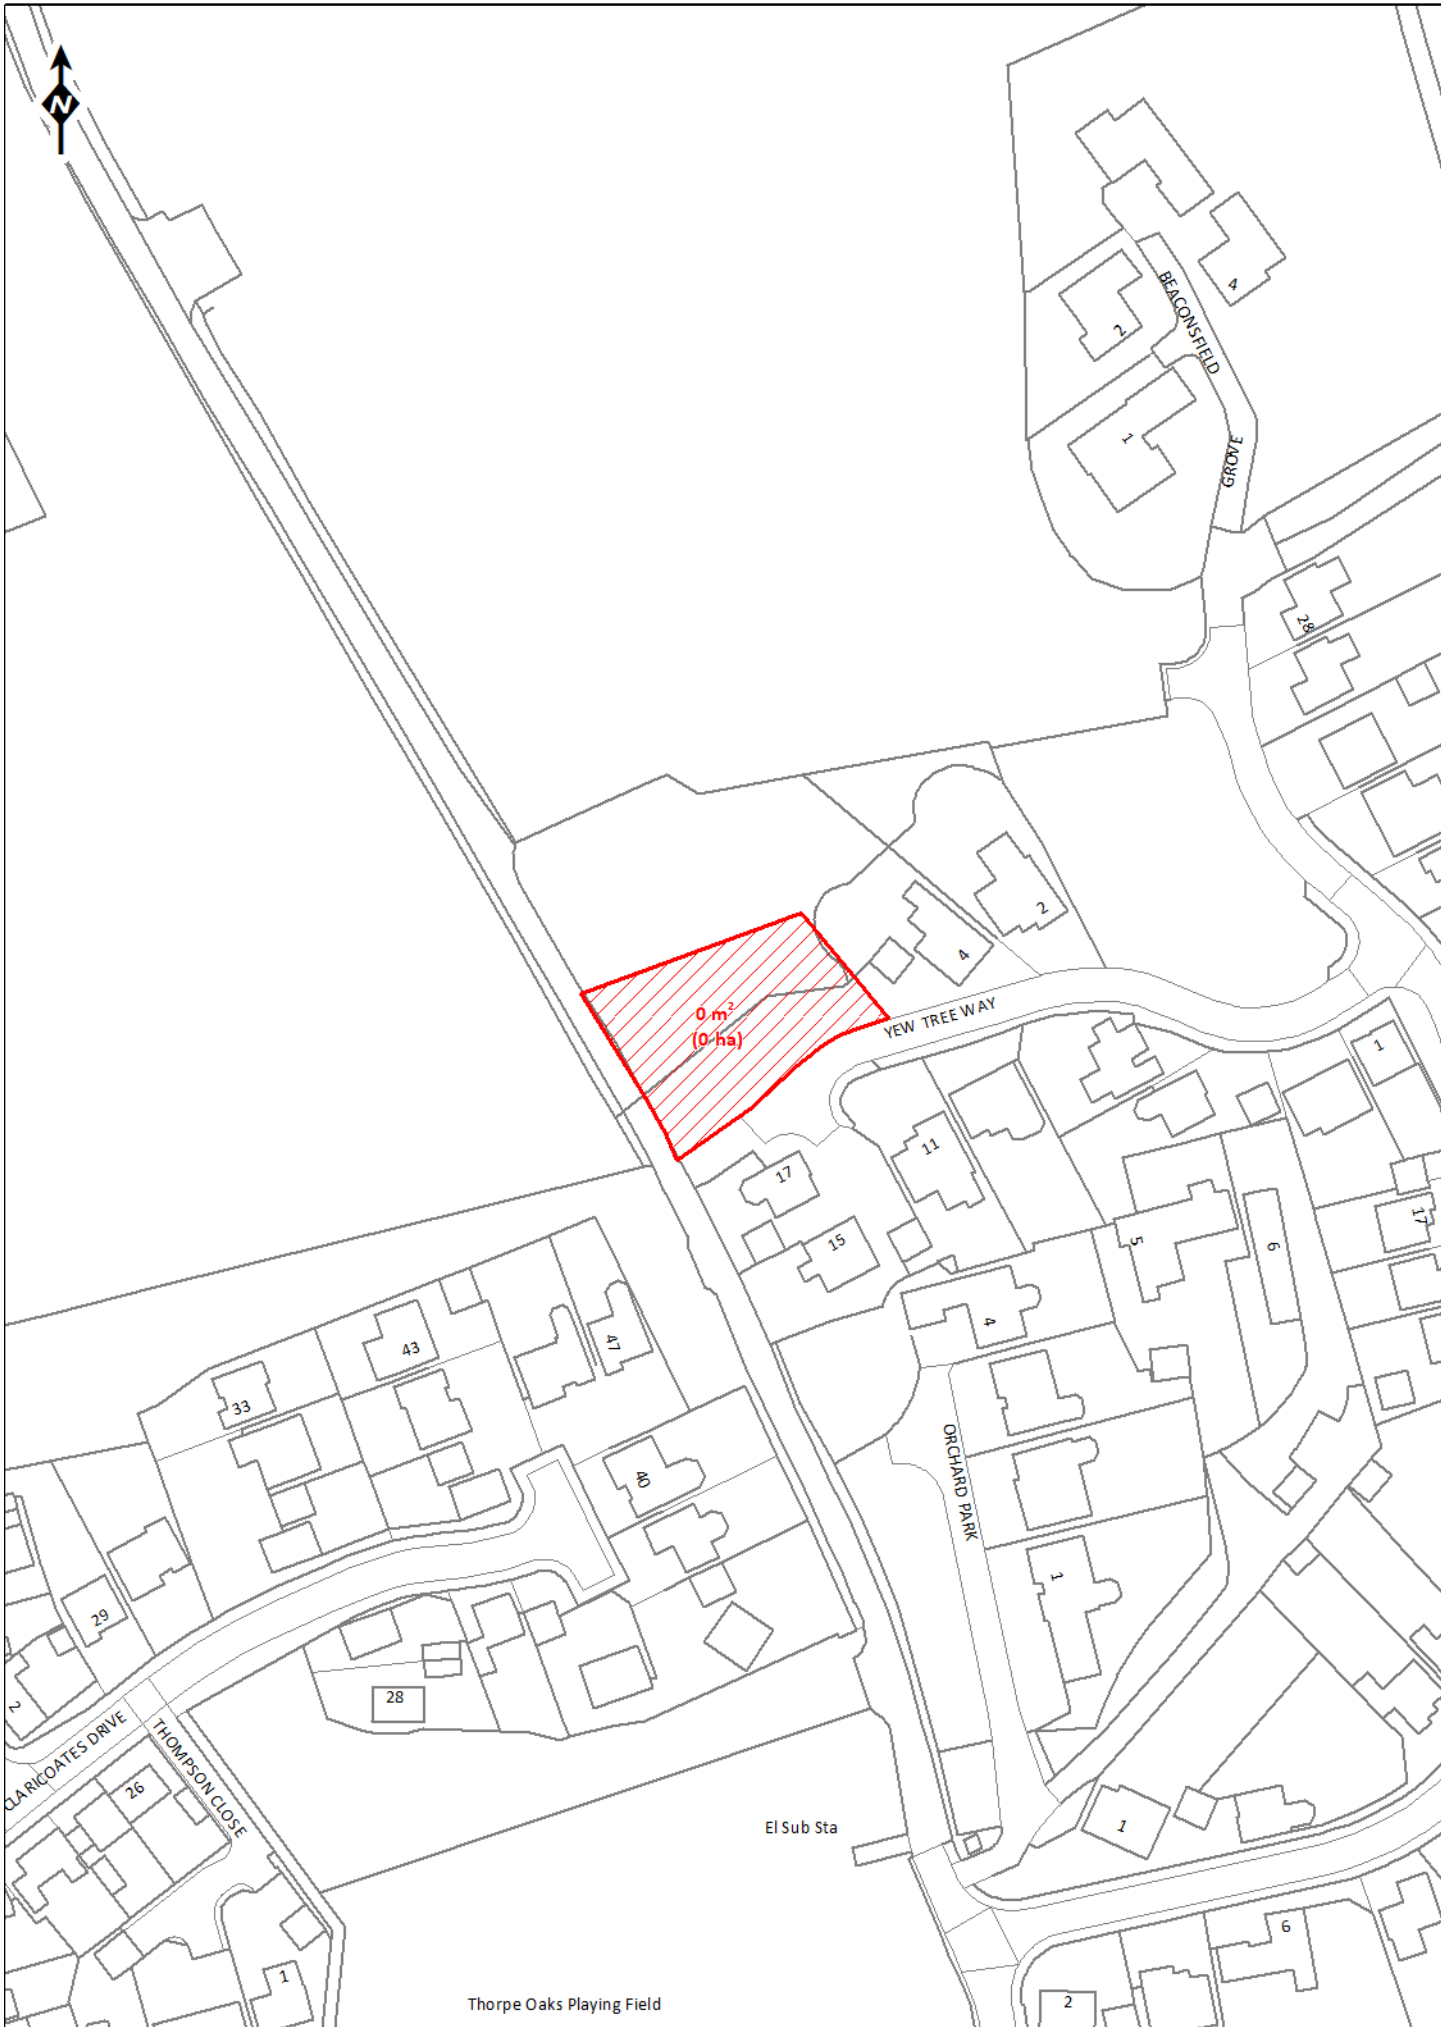 N
4
BEACONSFIELD
2
1
GROVE
28
2
4
0 m²
(0 ha)
YEW TREE WAY
1
11
17
15
17
5
6
4
47
43
33
40
ORCHARD PARK
1
29
2
28
CLARICOATES DRIVE
THOMPSON CLOSE
26
El Sub Sta
1
6
1
Thorpe Oaks Playing Field
2